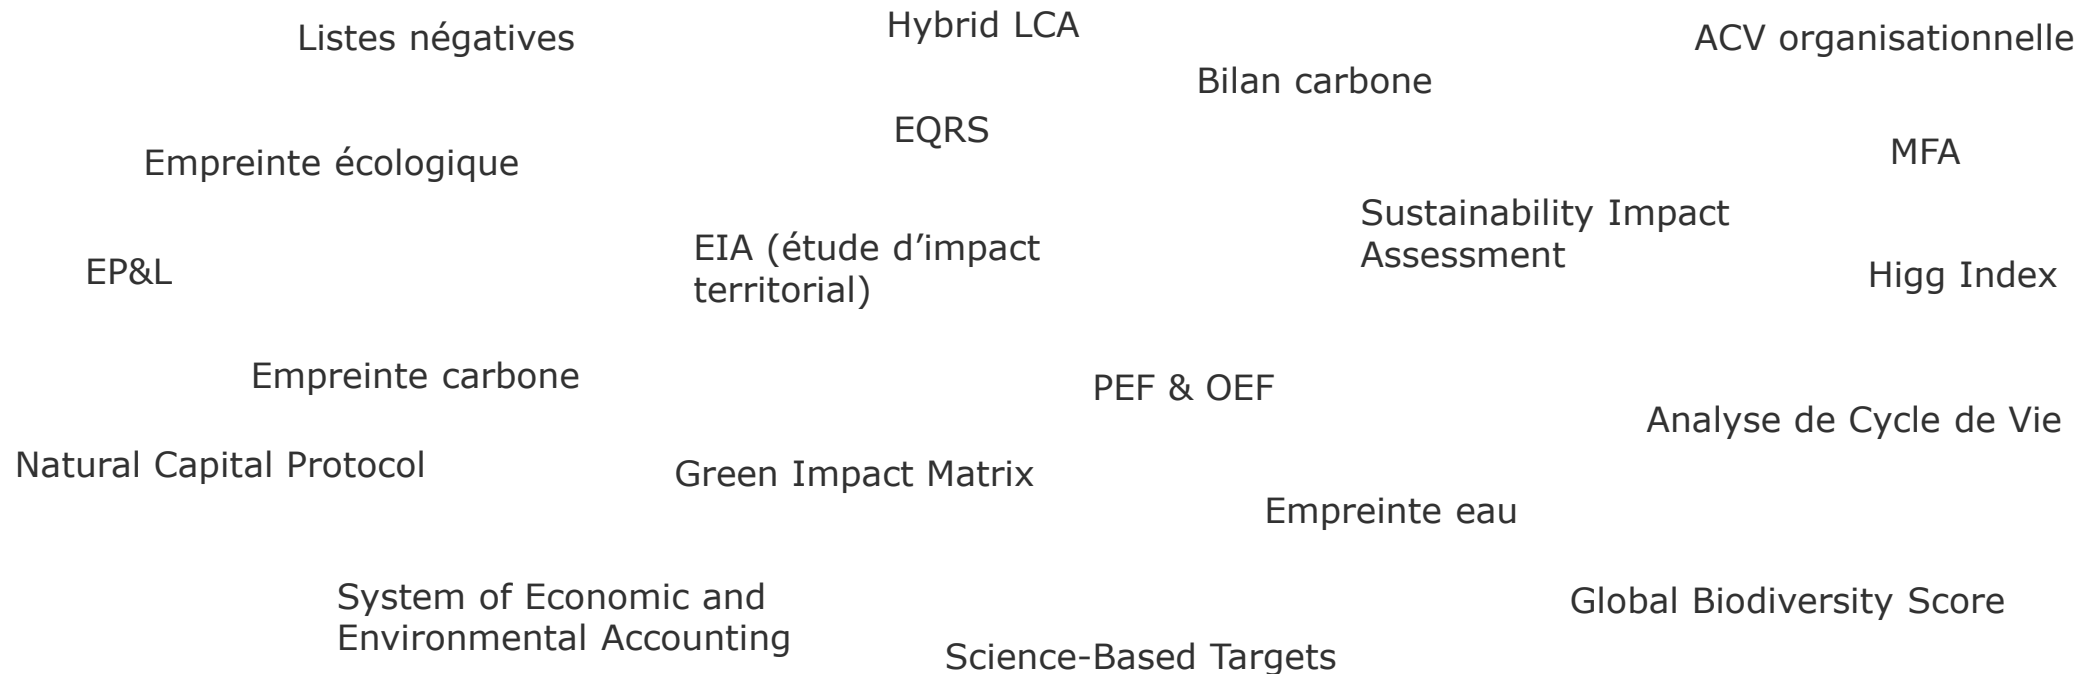 Listes négatives
Hybrid LCA
ACV organisationnelle
Bilan carbone
EQRS
Empreinte écologique
MFA
Sustainability Impact
Assessment
EIA (étude d’impact
territorial)
EP&L
Higg Index
Empreinte carbone
PEF & OEF
Analyse de Cycle de Vie
Natural Capital Protocol
Green Impact Matrix
Empreinte eau
System of Economic and
Environmental Accounting
Global Biodiversity Score
Science-Based Targets